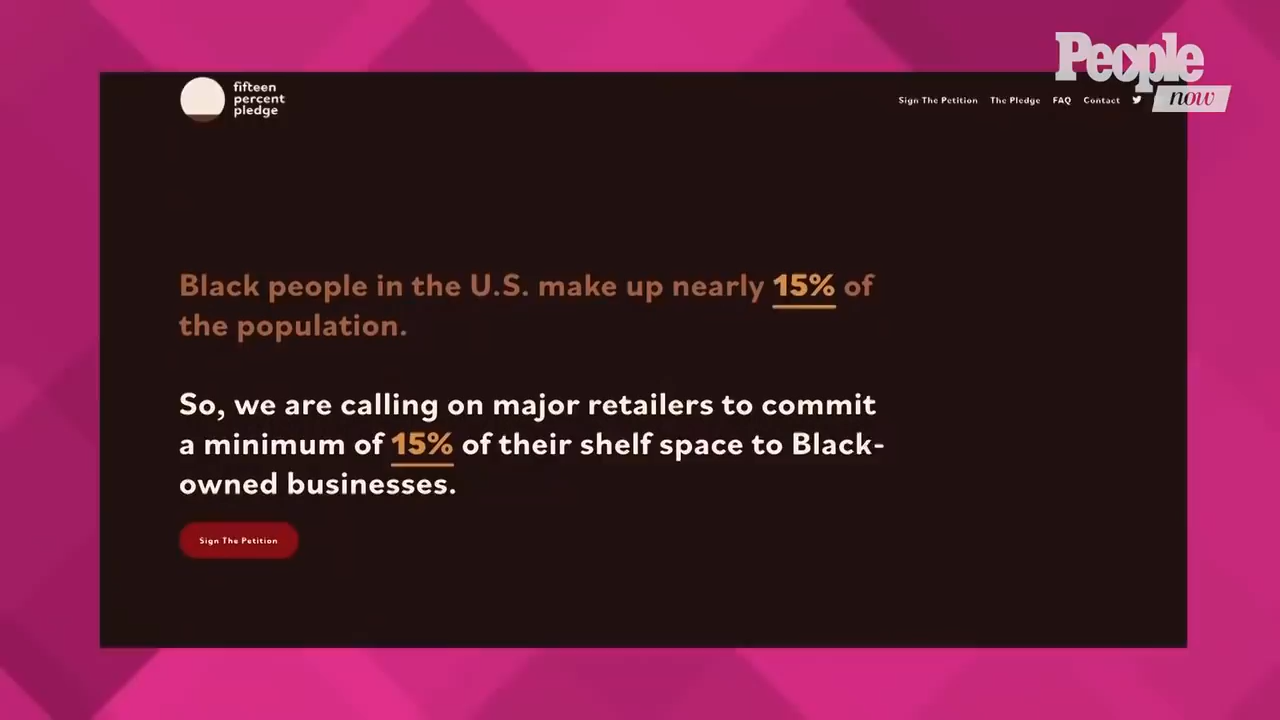 People
now
fifteen
percent
pledge
Sign The Petition The Pledge FAQ Contact
Black people in the U.S. make up nearly 15% of
the population.
So, we are calling on major retailers to commit
a minimum of 15% of their shelf space to Black-
owned businesses.
Sign The Petition